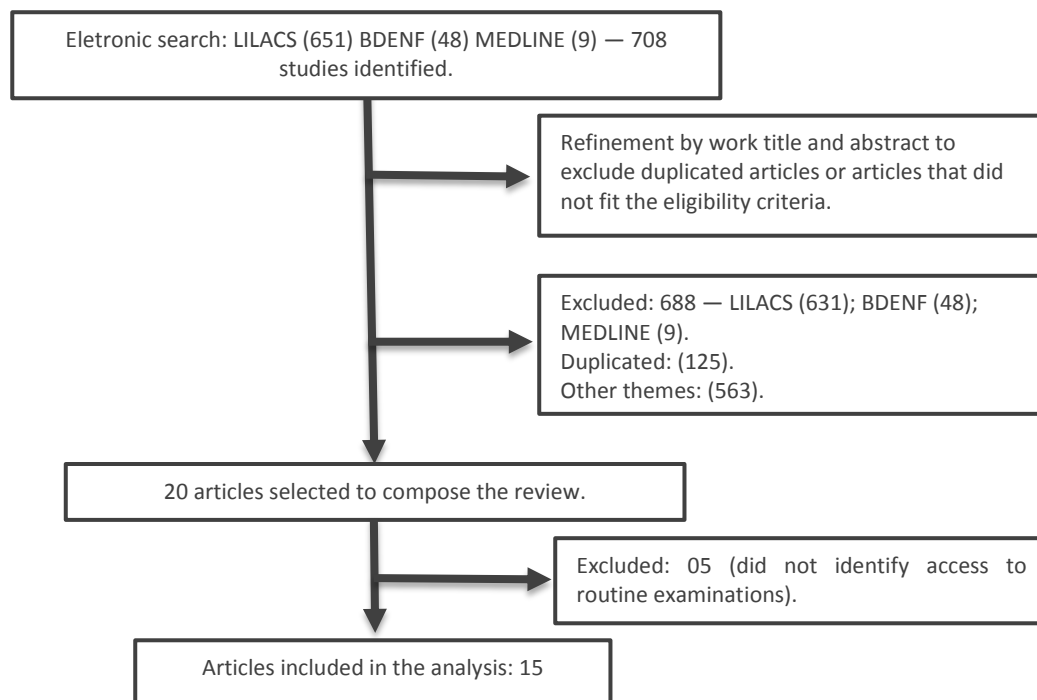 Eletronic search: LILACS (651) BDENF (48) MEDLINE (9) — 708
studies identified.
Refinement by work title and abstract to
exclude duplicated articles or articles that did
not fit the eligibility criteria.
Excluded: 688 — LILACS (631); BDENF (48);
MEDLINE (9).
Duplicated: (125).
Other themes: (563).
20 articles selected to compose the review.
Excluded: 05 (did not identify access to
routine examinations).
Articles included in the analysis: 15